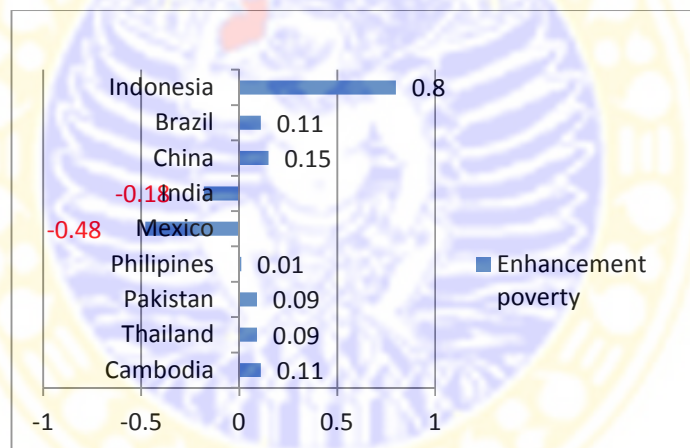 Indonesia 0.8
Brazil 0.11
China 0.15
-0.18 India
-0.48 Mexico
Philipines 0.01
Pakistan 0.09
Thailand 0.09
Cambodia 0.11
Enhancement
poverty
-1 -0.5 0 0.5 1